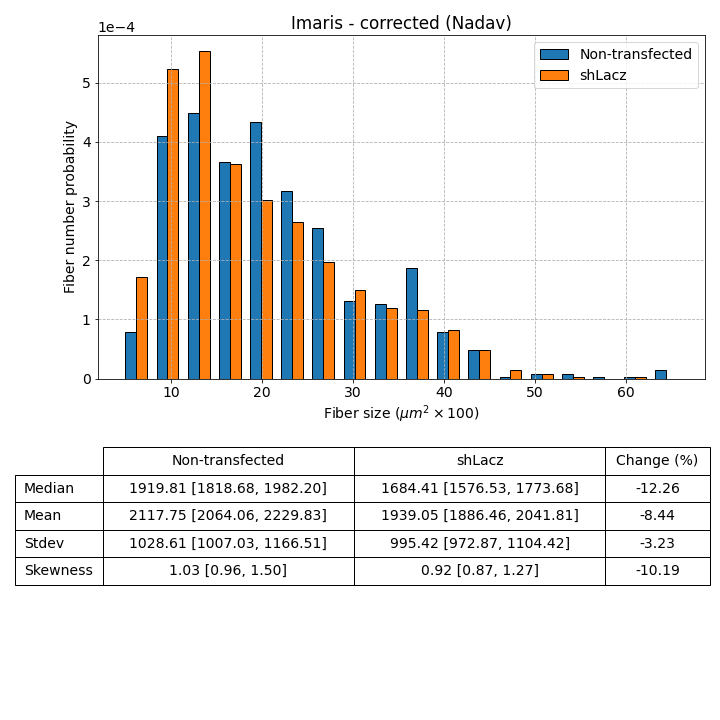 Imaris - corrected (Nadav)
1e−4
Non-transfected
shLacz
5
4
3
2
1
0
Fiber number probability
10 20 30 40 50 60
Fiber size (μm² × 100)
Non-transfected shLacz Change (%)
Median 1919.81 [1818.68, 1982.20] 1684.41 [1576.53, 1773.68] -12.26
Mean 2117.75 [2064.06, 2229.83] 1939.05 [1886.46, 2041.81] -8.44
Stdev 1028.61 [1007.03, 1166.51] 995.42 [972.87, 1104.42] -3.23
Skewness 1.03 [0.96, 1.50] 0.92 [0.87, 1.27] -10.19